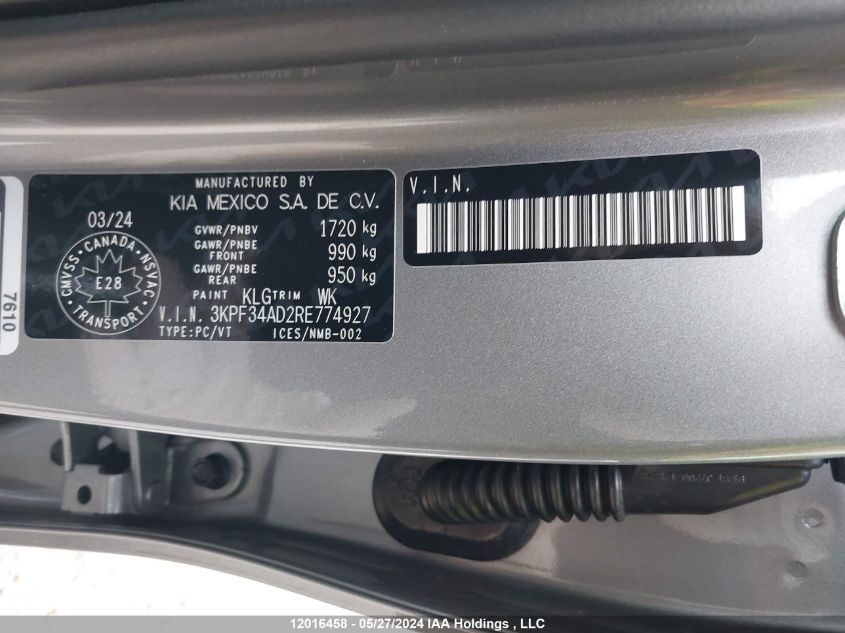 MANUFACTURED BY
KIA MEXICO S.A. DE C.V.
03/24
GVWR/PNBV 1720 kg
GAWR/PNBE FRONT 990 kg
GAWR/PNBE REAR 950 kg
PAINT KLG TRIM WK
V.I.N. 3KPF34AD2RE774927
TYPE:PC/VT ICES/NMB-002
CMVSS · CANADA · NSVAC
E28
· TRANSPORT ·
V.I.N.
7610
12016458 - 05/27/2024 IAA Holdings , LLC